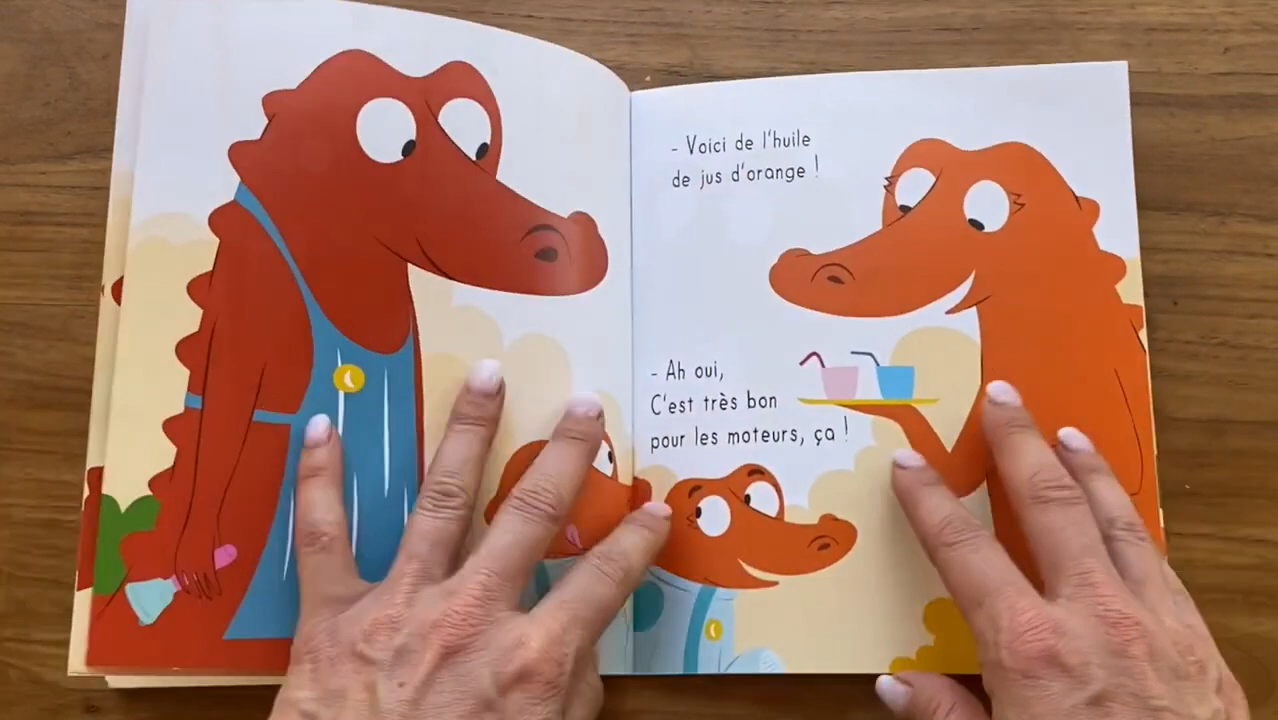 - Voici de l'huile
de jus d'orange !
- Ah oui,
C'est très bon
pour les moteurs, ça !